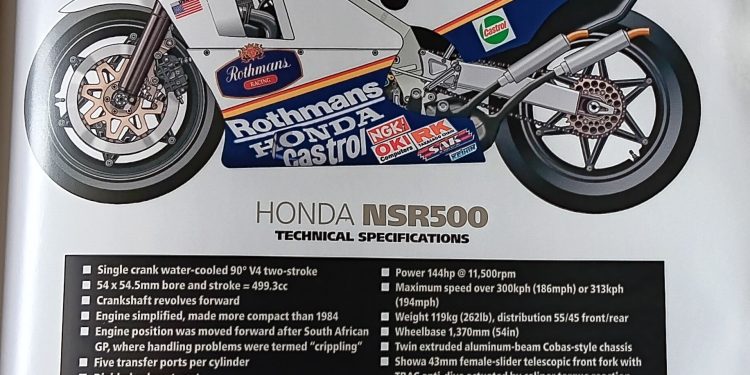 Castrol
Rothmans
RACING
Rothmans
HONDA
Castrol
NGK
OKI
Computers
RK
SAK
HONDA NSR500
TECHNICAL SPECIFICATIONS
Single crank water-cooled 90° V4 two-stroke
54 x 54.5mm bore and stroke = 499.3cc
Crankshaft revolves forward
Engine simplified, made more compact than 1984
Engine position was moved forward after South African
GP, where handling problems were termed “crippling”
Five transfer ports per cylinder
Power 144hp @ 11,500rpm
Maximum speed over 300kph (186mph) or 313kph
(194mph)
Weight 119kg (262lb), distribution 55/45 front/rear
Wheelbase 1,370mm (54in)
Twin extruded aluminum-beam Cobas-style chassis
Showa 43mm female-slider telescopic front fork with